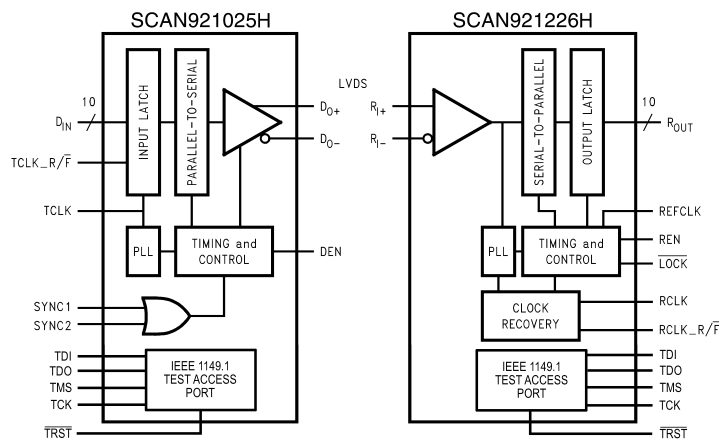 SCAN921025H
SCAN921226H
INPUT LATCH
PARALLEL-TO-SERIAL
10
DIN
TCLK_R/F̅
TCLK
PLL
TIMING and
CONTROL
DEN
DO+
DO−
LVDS
SYNC1
SYNC2
TDI
TDO
TMS
TCK
T̅R̅S̅T̅
IEEE 1149.1
TEST ACCESS
PORT
RI+
RI−
SERIAL-TO-PARALLEL
OUTPUT LATCH
10
ROUT
REFCLK
REN
L̅O̅C̅K̅
PLL
TIMING and
CONTROL
CLOCK
RECOVERY
RCLK
RCLK_R/F̅
IEEE 1149.1
TEST ACCESS
PORT
TDI
TDO
TMS
TCK
T̅R̅S̅T̅